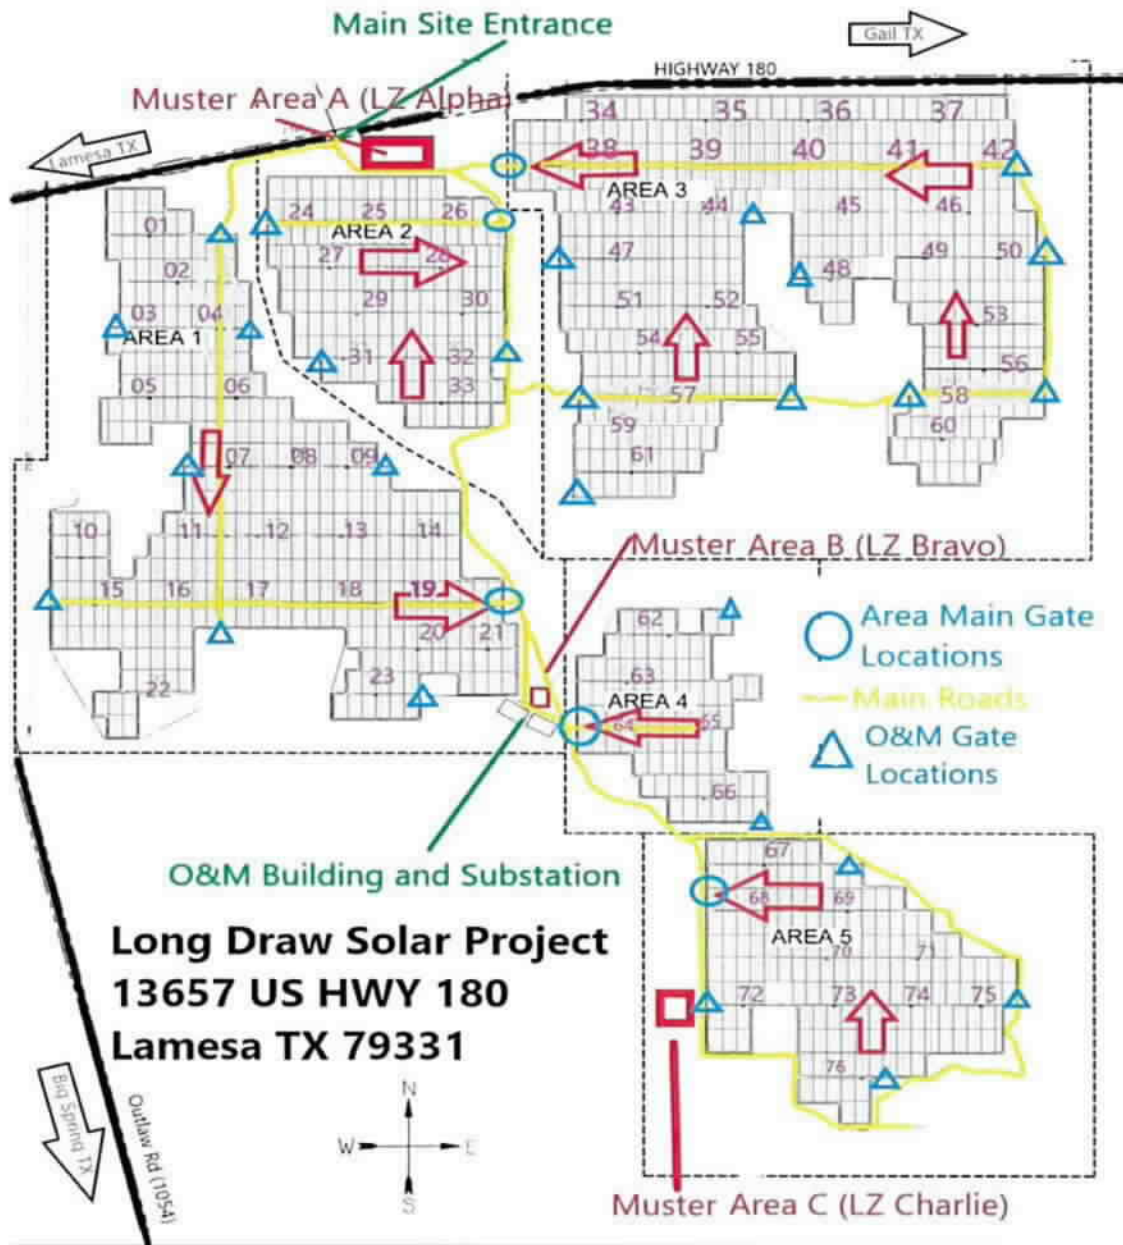 Main Site Entrance
Gail TX
HIGHWAY 180
Muster Area A (LZ Alpha)
Lamesa TX
34 35 36 37
38 39 40 41 42
AREA 3
24 25 26
43 44 45 46
01
AREA 2
27 28
47 48 49 50
02
29 30
51 52 53
03 04
AREA 1
54 55
31 32
56
05 06
33
57 58
59 60
07 08 09
61
10 11 12 13 14
Muster Area B (LZ Bravo)
15 16 17 18 19
62
Area Main Gate
Locations
20 21
63
22 23
AREA 4
Main Roads
64 65
O&M Gate
Locations
66
67
O&M Building and Substation
68 69
AREA 5
Long Draw Solar Project
13657 US HWY 180
Lamesa TX 79331
70 71
72 73 74 75
76
Big Spring TX
Outlaw Rd (1054)
N
W E
S
Muster Area C (LZ Charlie)